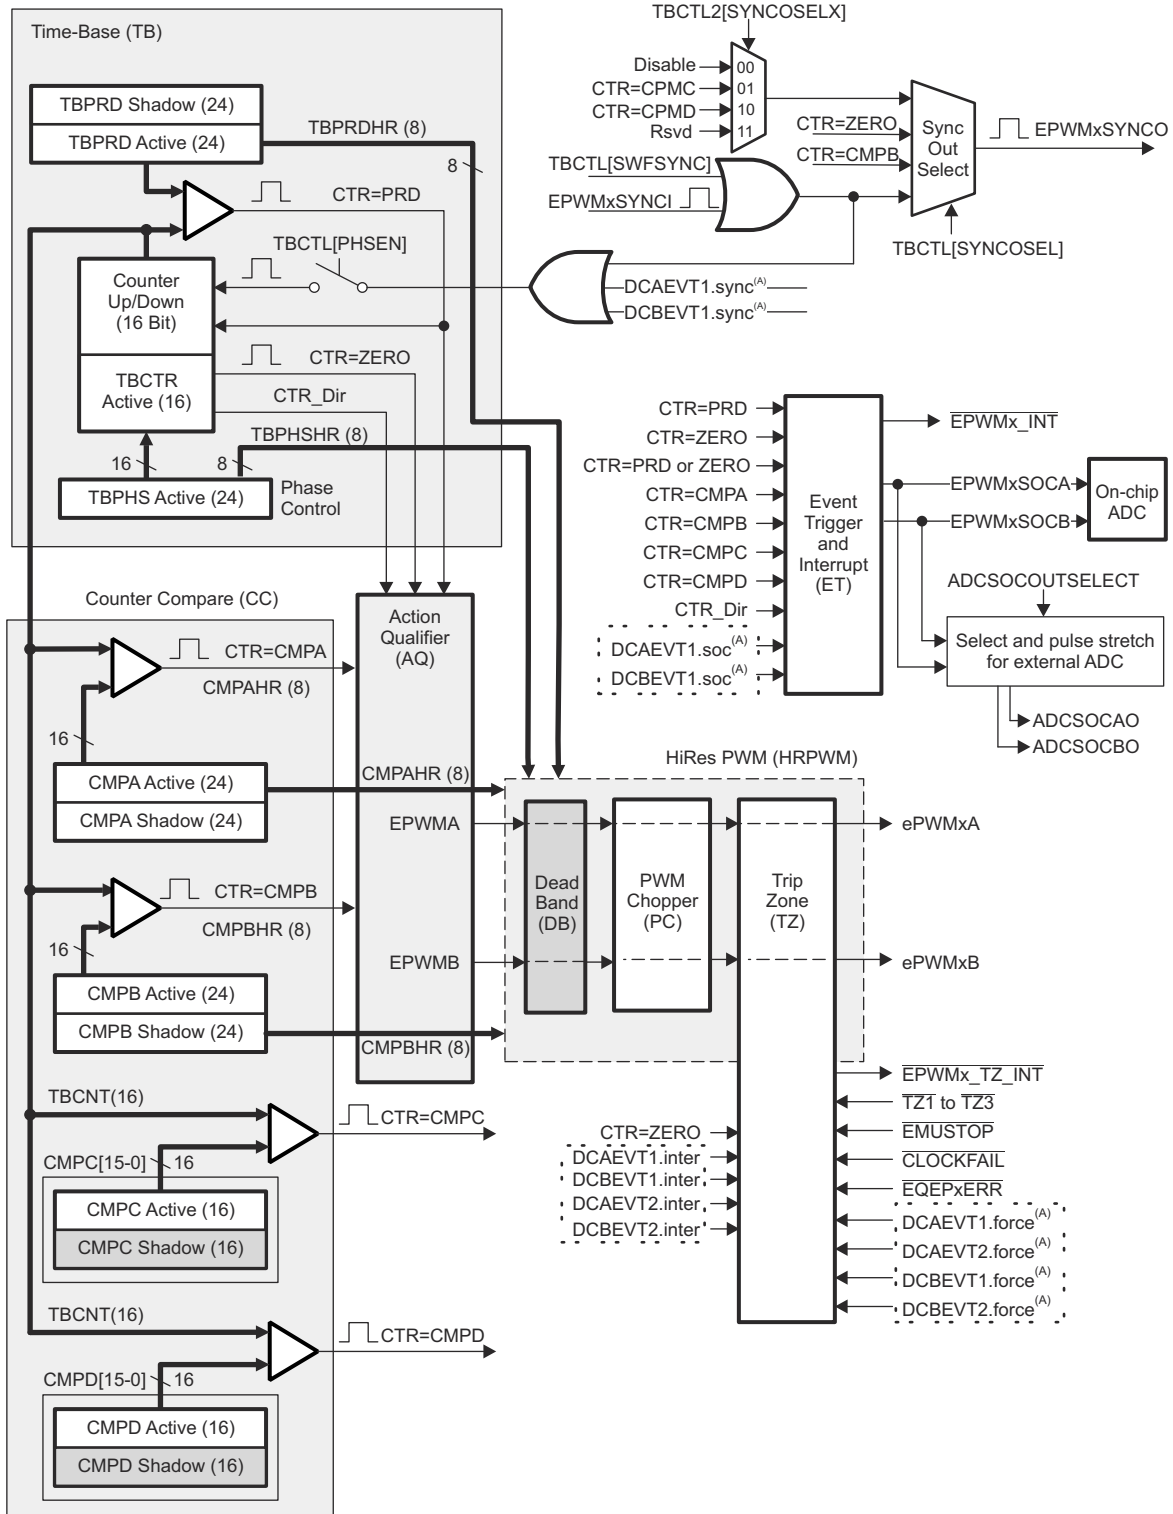 TBCTL2[SYNCOSELX]
Time-Base (TB)
Disable
00
CTR=CPMC
01
CTR=CPMD
10
Rsvd
11
TBPRD Shadow (24)
TBPRD Active (24)
TBPRDHR (8)
8
CTR=ZERO
CTR=CMPB
Sync
Out
Select
EPWMxSYNCO
TBCTL[SWFSYNC]
EPWMxSYNCI
CTR=PRD
TBCTL[SYNCOSEL]
TBCTL[PHSEN]
Counter
Up/Down
(16 Bit)
DCAEVT1.sync(A)
DCBEVT1.sync(A)
CTR=ZERO
TBCTR
Active (16)
CTR_Dir
TBPHSHR (8)
16
8
TBPHS Active (24)
Phase
Control
CTR=PRD
CTR=ZERO
CTR=PRD or ZERO
CTR=CMPA
CTR=CMPB
CTR=CMPC
CTR=CMPD
CTR_Dir
DCAEVT1.soc(A)
DCBEVT1.soc(A)
Event
Trigger
and
Interrupt
(ET)
EPWMx_INT
EPWMxSOCA
EPWMxSOCB
On-chip
ADC
ADCSOCOUTSELECT
Select and pulse stretch
for external ADC
ADCSOCAO
ADCSOCBO
Counter Compare (CC)
Action
Qualifier
(AQ)
CTR=CMPA
CMPAHR (8)
16
CMPA Active (24)
CMPA Shadow (24)
CMPAHR (8)
HiRes PWM (HRPWM)
EPWMA
ePWMxA
CTR=CMPB
CMPBHR (8)
16
Dead
Band
(DB)
PWM
Chopper
(PC)
Trip
Zone
(TZ)
EPWMB
ePWMxB
CMPB Active (24)
CMPB Shadow (24)
CMPBHR (8)
TBCNT(16)
CTR=CMPC
CMPC[15-0]
16
CMPC Active (16)
CMPC Shadow (16)
EPWMx_TZ_INT
TZ1 to TZ3
EMUSTOP
CLOCKFAIL
EQEPxERR
DCAEVT1.force(A)
DCAEVT2.force(A)
DCBEVT1.force(A)
DCBEVT2.force(A)
CTR=ZERO
DCAEVT1.inter
DCBEVT1.inter
DCAEVT2.inter
DCBEVT2.inter
TBCNT(16)
CTR=CMPD
CMPD[15-0]
16
CMPD Active (16)
CMPD Shadow (16)